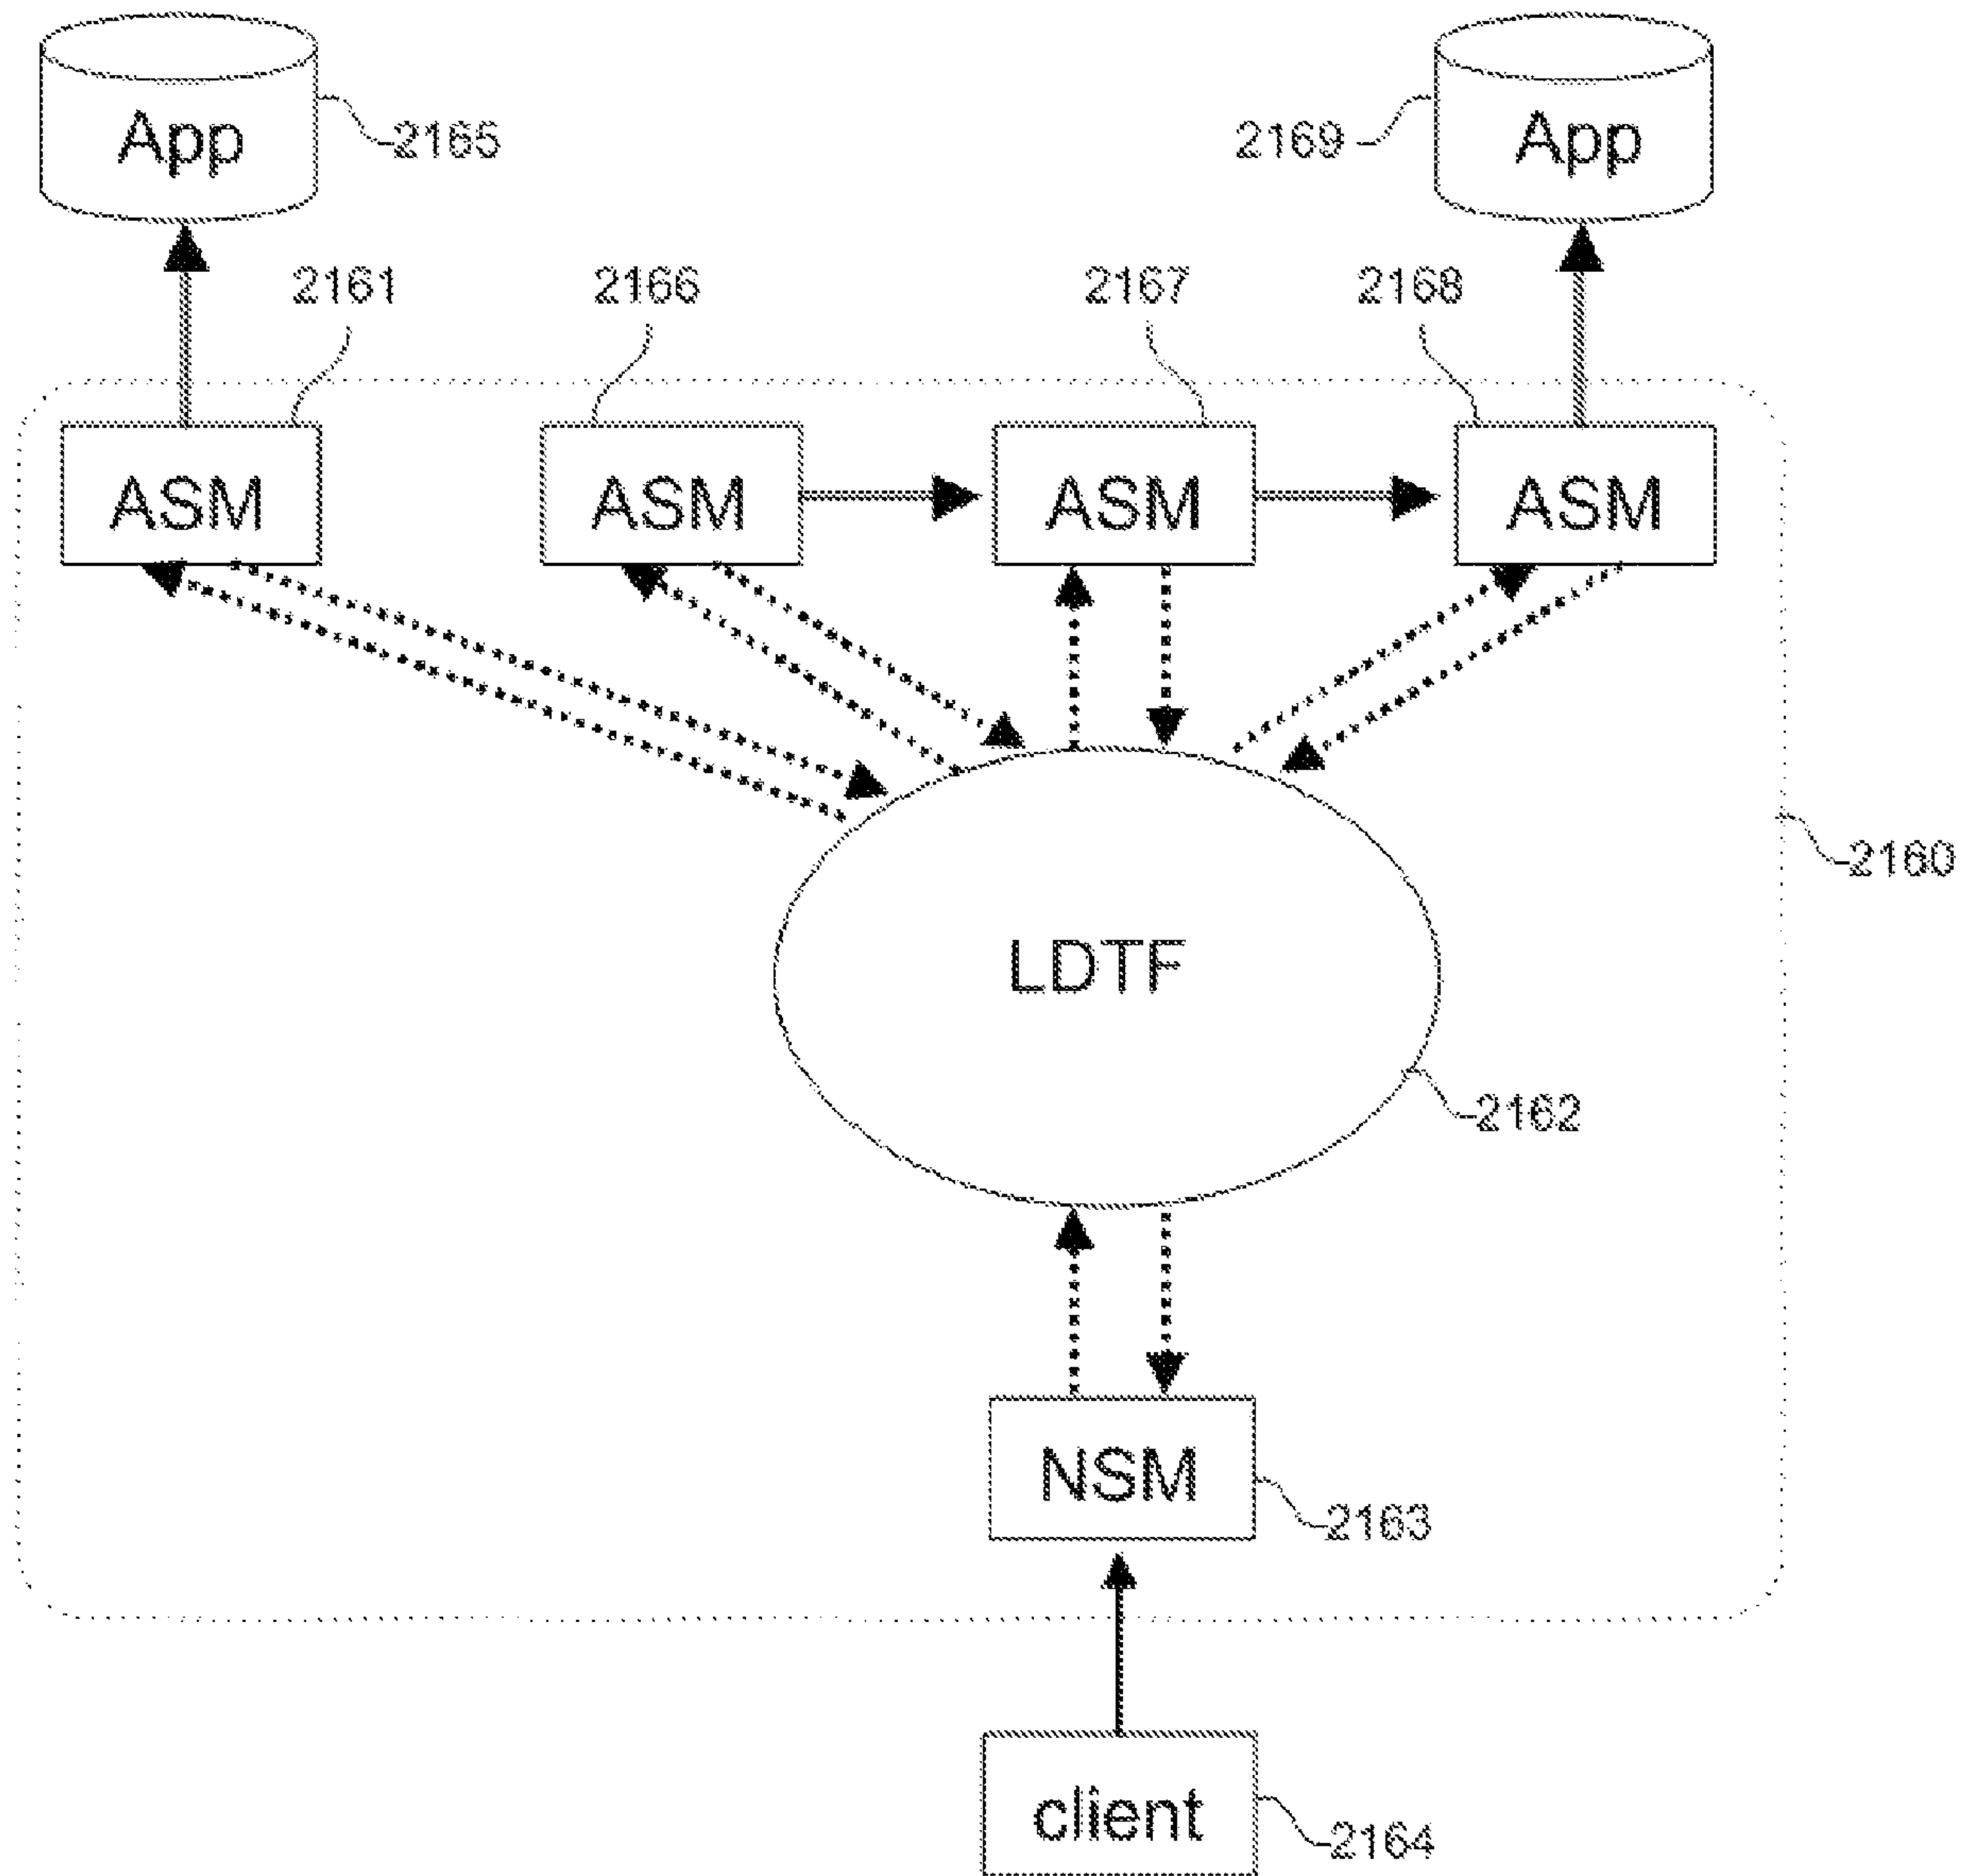 App
2165
2169
App
2161
2166
2167
2168
ASM
ASM
ASM
ASM
2160
LDTF
2162
NSM
2163
client
2164